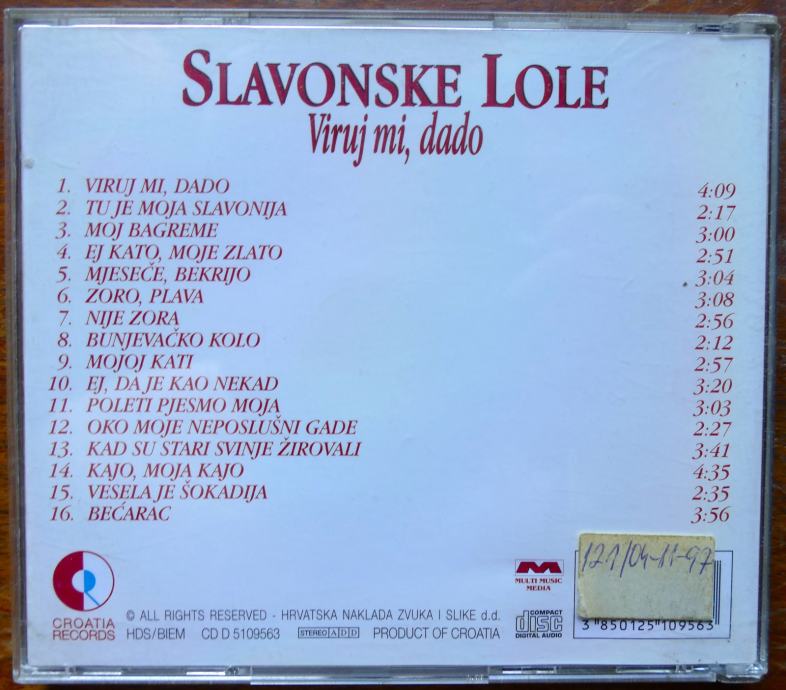 SLAVONSKE LOLE
Viruj mi, dado
1. VIRUJ MI, DADO 4:09
2. TU JE MOJA SLAVONIJA 2:17
3. MOJ BAGREME 3:00
4. EJ KATO, MOJE ZLATO 2:51
5. MJESEČE, BEKRIJO 3:04
6. ZORO, PLAVA 3:08
7. NIJE ZORA 2:56
8. BUNJEVAČKO KOLO 2:12
9. MOJOJ KATI 2:57
10. EJ, DA JE KAO NEKAD 3:20
11. POLETI PJESMO MOJA 3:03
12. OKO MOJE NEPOSLUŠNI GADE 2:27
13. KAD SU STARI SVINJE ŽIROVALI 3:41
14. KAJO, MOJA KAJO 4:35
15. VESELA JE ŠOKADIJA 2:35
16. BEĆARAC 3:56
121/04-11-97
MULTI MUSIC
MEDIA
CROATIA
RECORDS
© ALL RIGHTS RESERVED - HRVATSKA NAKLADA ZVUKA I SLIKE d.d.
HDS/BIEM CD D 5109563 STEREO ADD PRODUCT OF CROATIA
COMPACT
disc
DIGITAL AUDIO
3 850125 109563